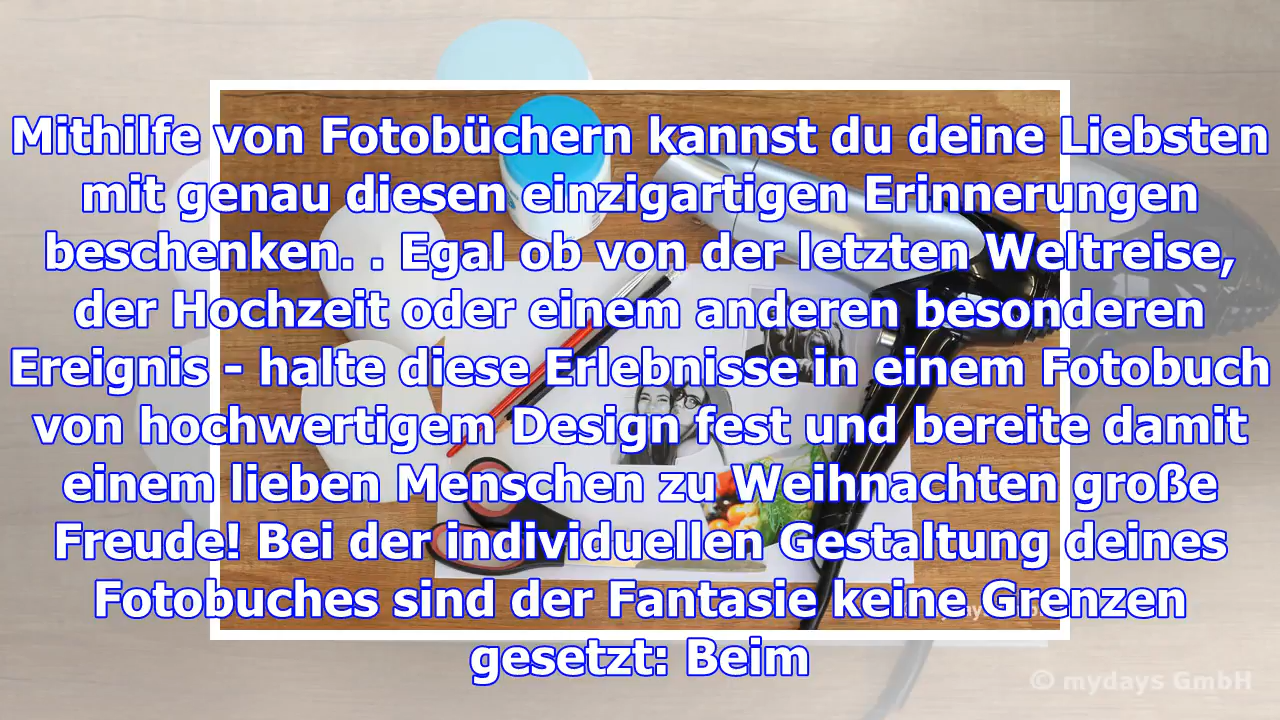 Mithilfe von Fotobüchern kannst du deine Liebsten
mit genau diesen einzigartigen Erinnerungen
beschenken. . Egal ob von der letzten Weltreise,
der Hochzeit oder einem anderen besonderen
Ereignis - halte diese Erlebnisse in einem Fotobuch
von hochwertigem Design fest und bereite damit
einem lieben Menschen zu Weihnachten große
Freude! Bei der individuellen Gestaltung deines
Fotobuches sind der Fantasie keine Grenzen
gesetzt: Beim
© mydays GmbH